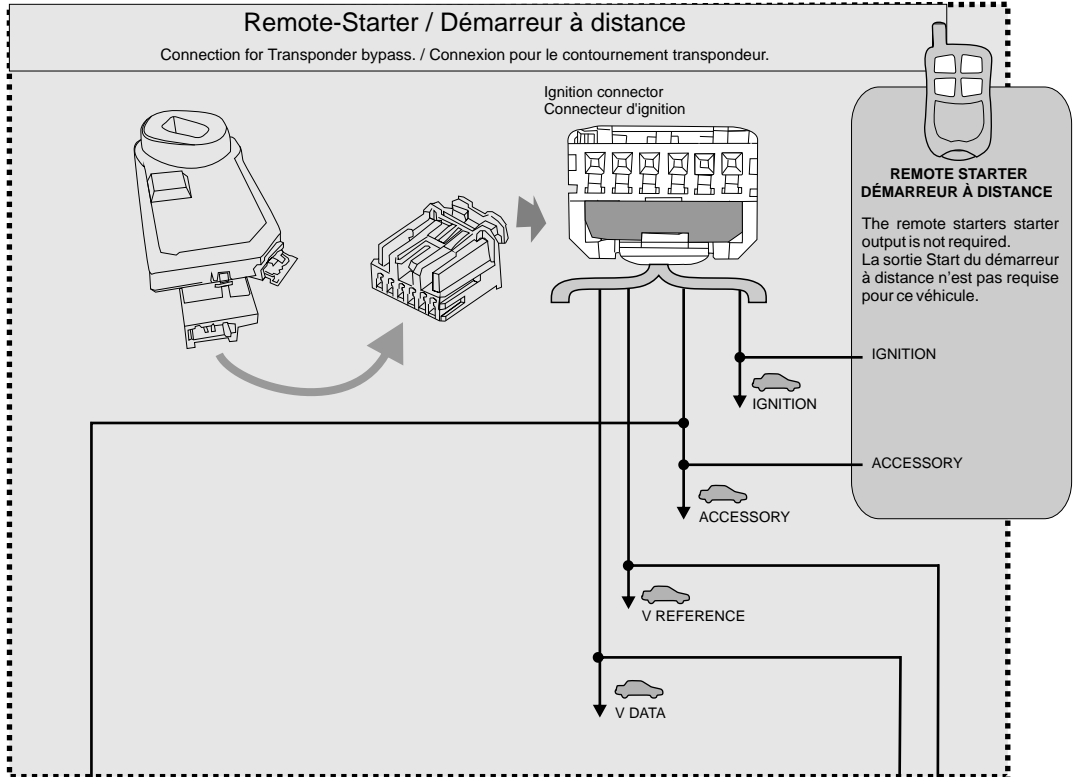 Remote-Starter / Démarreur à distance
Connection for Transponder bypass. / Connexion pour le contournement transpondeur.
Ignition connector
Connecteur d'ignition
REMOTE STARTER
DÉMARREUR À DISTANCE
The remote starters starter
output is not required.
La sortie Start du démarreur
à distance n'est pas requise
pour ce véhicule.
IGNITION
IGNITION
ACCESSORY
ACCESSORY
V REFERENCE
V DATA